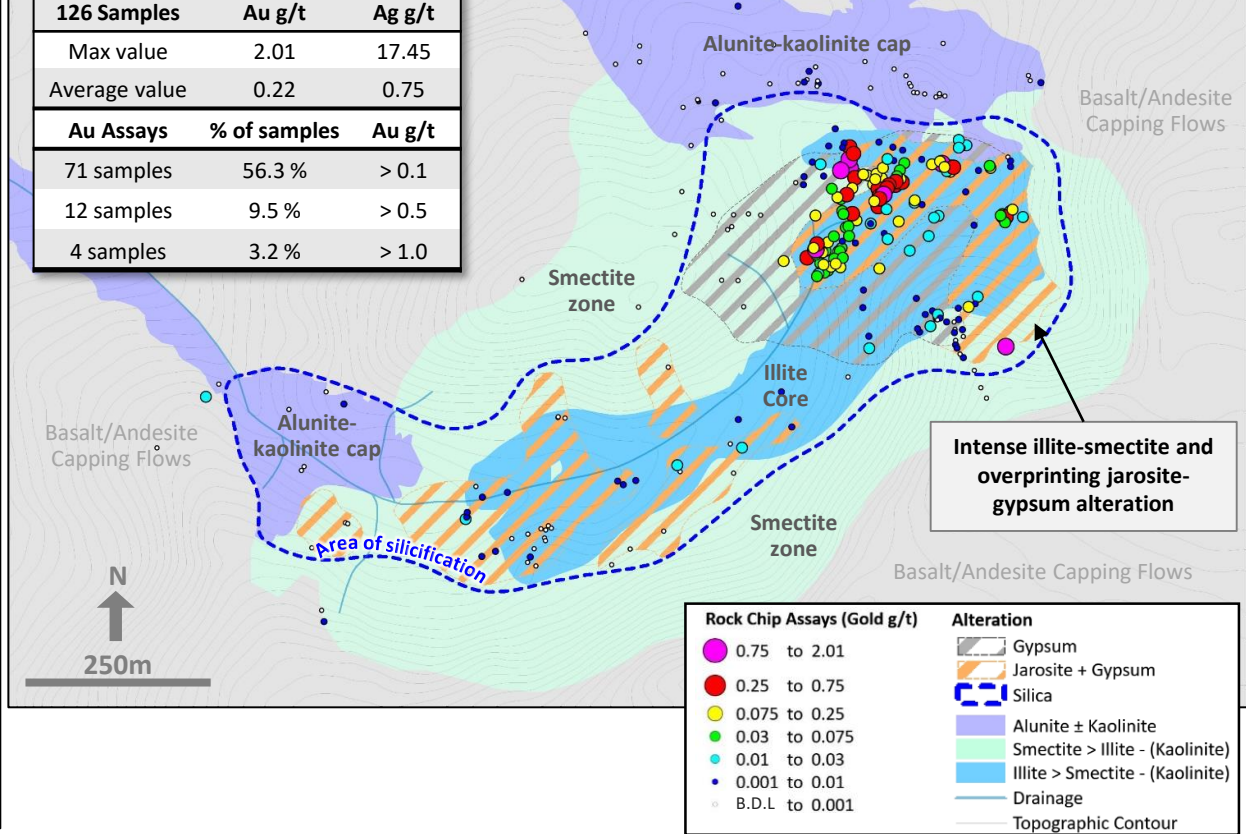 126 Samples Au g/t Ag g/t
Max value 2.01 17.45
Average value 0.22 0.75
Au Assays % of samples Au g/t
71 samples 56.3 % > 0.1
12 samples 9.5 % > 0.5
4 samples 3.2 % > 1.0
Alunite-kaolinite cap
Basalt/Andesite
Capping Flows
Smectite
zone
Illite
Core
Alunite-
kaolinite cap
Basalt/Andesite
Capping Flows
Intense illite-smectite and
overprinting jarosite-
gypsum alteration
Smectite
zone
Area of silicification
Basalt/Andesite Capping Flows
N
250m
Rock Chip Assays (Gold g/t)
0.75 to 2.01
0.25 to 0.75
0.075 to 0.25
0.03 to 0.075
0.01 to 0.03
0.001 to 0.01
B.D.L to 0.001
Alteration
Gypsum
Jarosite + Gypsum
Silica
Alunite ± Kaolinite
Smectite > Illite - (Kaolinite)
Illite > Smectite - (Kaolinite)
Drainage
Topographic Contour